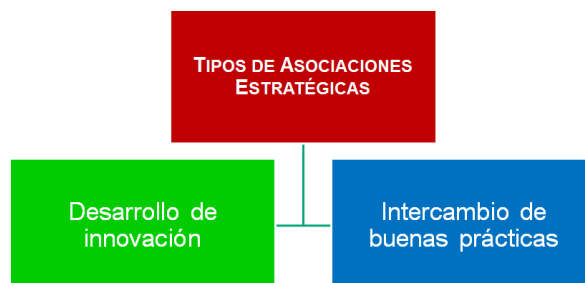 TIPOS DE ASOCIACIONES
ESTRATÉGICAS
Desarrollo de
innovación
Intercambio de
buenas prácticas